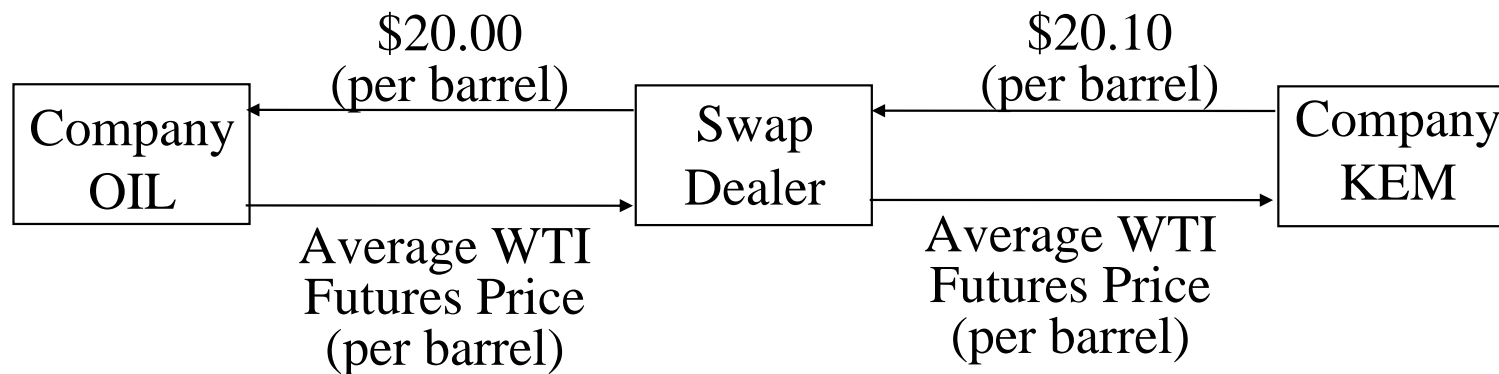 $20.00
(per barrel)
$20.10
(per barrel)
Company
OIL
Swap
Dealer
Company
KEM
Average WTI
Futures Price
(per barrel)
Average WTI
Futures Price
(per barrel)